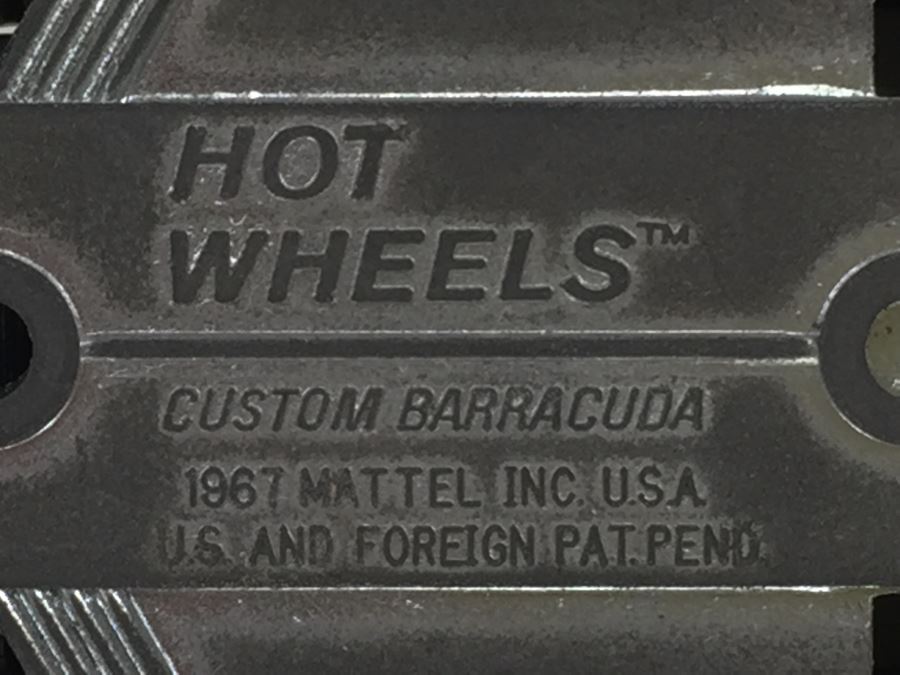 HOT
WHEELS™
CUSTOM BARRACUDA
1967 MATTEL INC. U.S.A.
U.S. AND FOREIGN PAT. PEND.